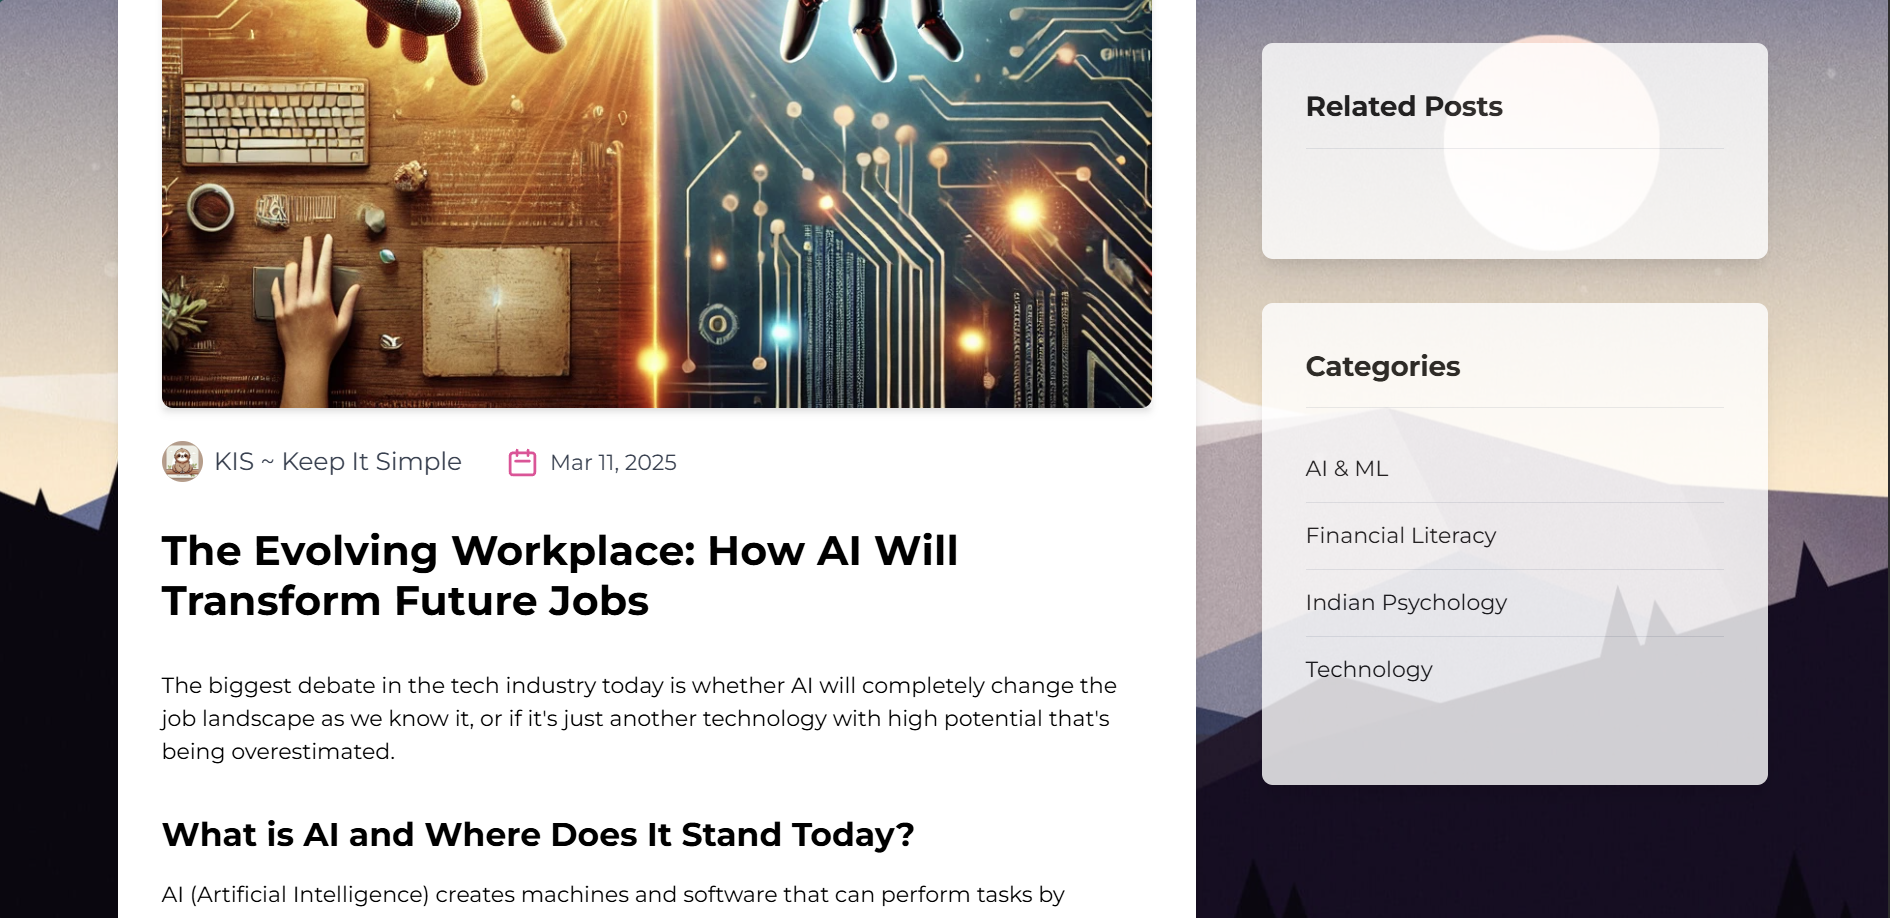 KIS ~ Keep It Simple
Mar 11, 2025
The Evolving Workplace: How AI Will
Transform Future Jobs
The biggest debate in the tech industry today is whether AI will completely change the
job landscape as we know it, or if it's just another technology with high potential that's
being overestimated.
What is AI and Where Does It Stand Today?
AI (Artificial Intelligence) creates machines and software that can perform tasks by
Related Posts
Categories
AI & ML
Financial Literacy
Indian Psychology
Technology